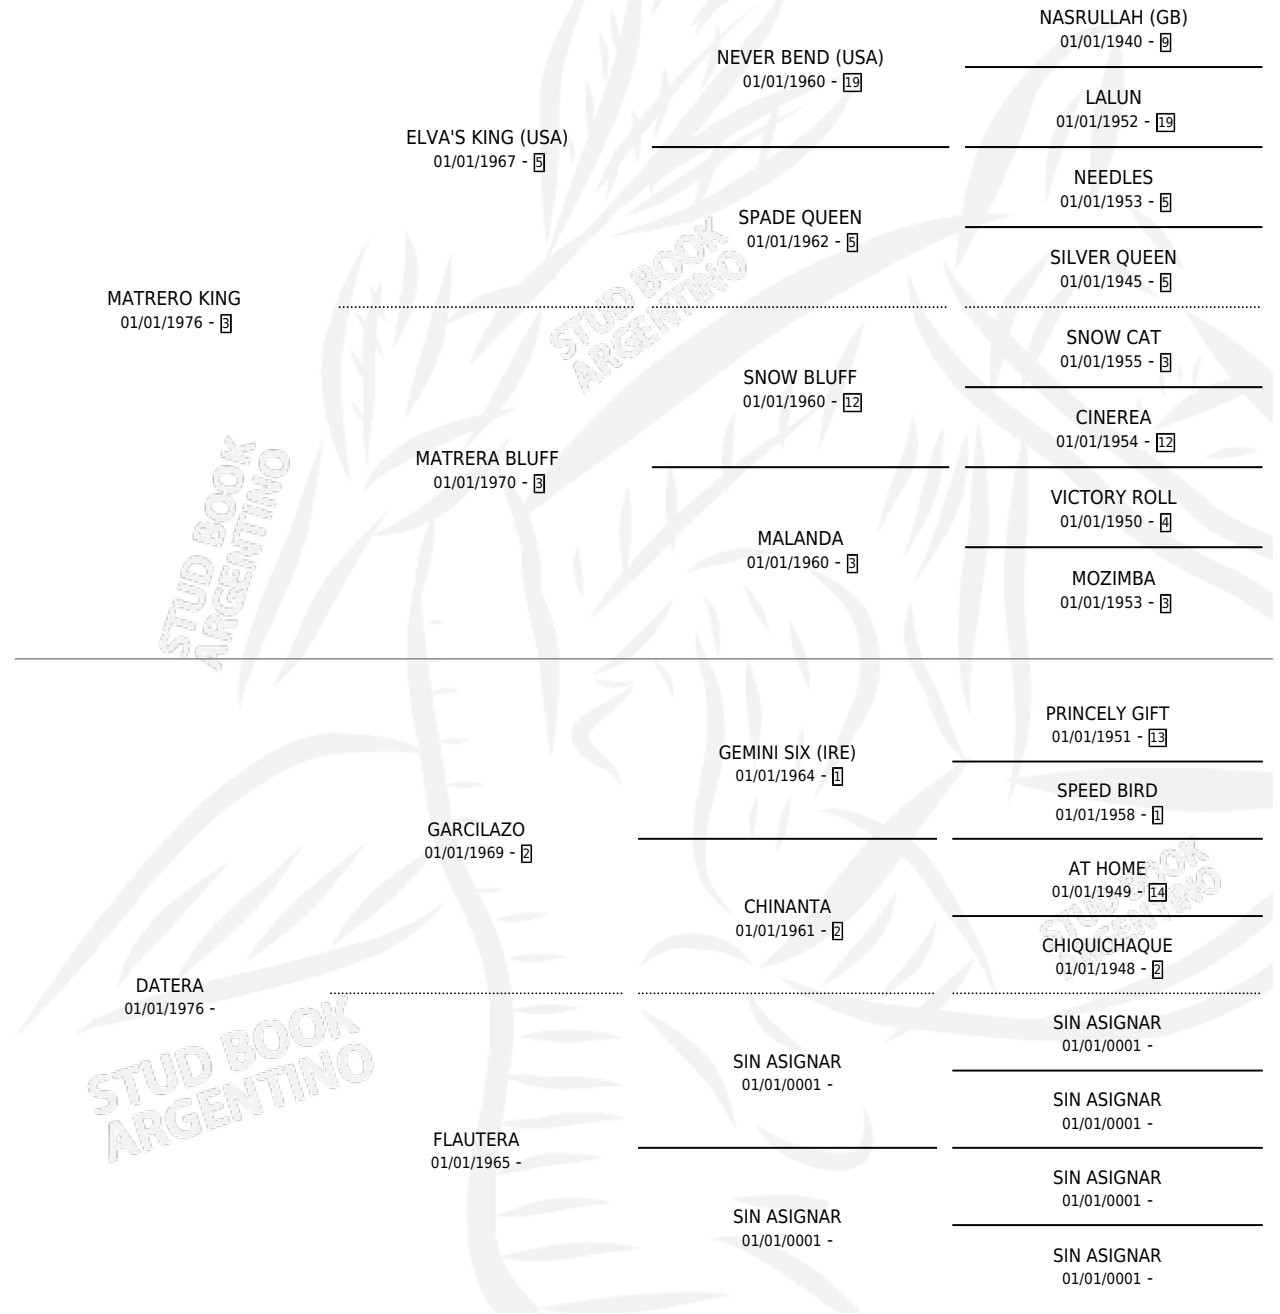 NASRULLAH (GB)
01/01/1940 - 9
NEVER BEND (USA)
01/01/1960 - 19
LALUN
01/01/1952 - 19
ELVA'S KING (USA)
01/01/1967 - 5
NEEDLES
01/01/1953 - 5
SPADE QUEEN
01/01/1962 - 5
SILVER QUEEN
01/01/1945 - 5
MATRERO KING
01/01/1976 - 3
STUD BOOK
ARGENTINO
SNOW CAT
01/01/1955 - 3
SNOW BLUFF
01/01/1960 - 12
CINEREA
01/01/1954 - 12
MATRERA BLUFF
01/01/1970 - 3
VICTORY ROLL
01/01/1950 - 4
MALANDA
01/01/1960 - 3
MOZIMBA
01/01/1953 - 3
STUD BOOK
ARGENTINO
PRINCELY GIFT
01/01/1951 - 13
GEMINI SIX (IRE)
01/01/1964 - 1
SPEED BIRD
01/01/1958 - 1
GARCILAZO
01/01/1969 - 2
AT HOME
01/01/1949 - 14
CHINANTA
01/01/1961 - 2
CHIQUICHAQUE
01/01/1948 - 2
STUD BOOK
ARGENTINO
DATERA
01/01/1976 -
SIN ASIGNAR
01/01/0001 -
SIN ASIGNAR
01/01/0001 -
SIN ASIGNAR
01/01/0001 -
STUD BOOK
ARGENTINO
FLAUTERA
01/01/1965 -
SIN ASIGNAR
01/01/0001 -
SIN ASIGNAR
01/01/0001 -
SIN ASIGNAR
01/01/0001 -